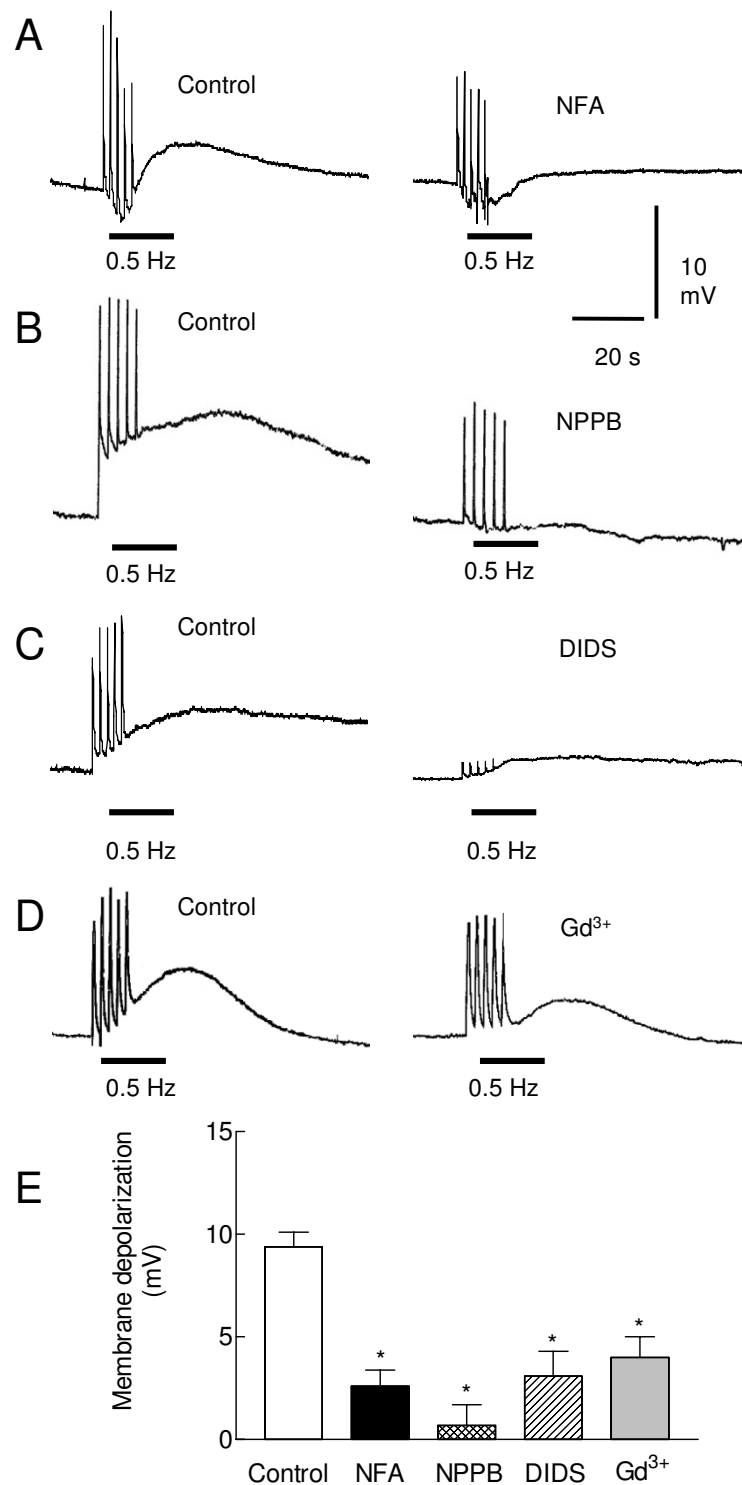 A
Control
NFA
0.5 Hz
0.5 Hz
10
mV
20 s
B
Control
NPPB
0.5 Hz
0.5 Hz
C
Control
DIDS
0.5 Hz
0.5 Hz
D
Control
Gd³⁺
0.5 Hz
0.5 Hz
E
Membrane depolarization
(mV)
15
10
5
0
*
*
*
*
Control
NFA
NPPB
DIDS
Gd³⁺